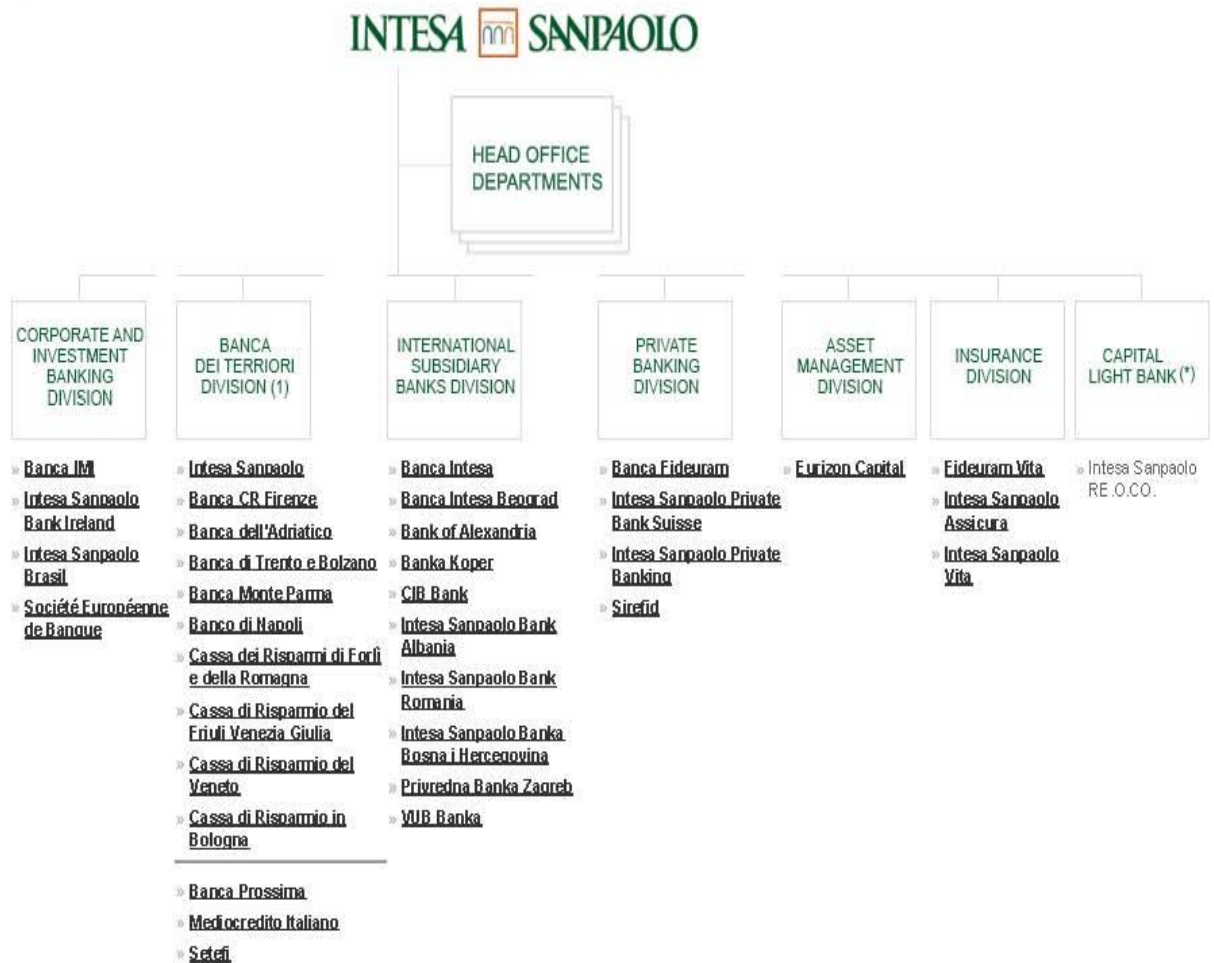 INTESA SANPAOLO
HEAD OFFICE
DEPARTMENTS
CORPORATE AND
INVESTMENT
BANKING
DIVISION
» Banca IMI
» Intesa Sanpaolo
Bank Ireland
» Intesa Sanpaolo
Brasil
» Société Européenne
de Banque
BANCA
DEI TERRIORI
DIVISION (1)
» Intesa Sanpaolo
» Banca CR Firenze
» Banca dell'Adriatico
» Banca di Trento e Bolzano
» Banca Monte Parma
» Banco di Napoli
» Cassa dei Risparmi di Forlì
e della Romagna
» Cassa di Risparmio del
Friuli Venezia Giulia
» Cassa di Risparmio del
Veneto
» Cassa di Risparmio in
Bologna
» Banca Prossima
» Mediocredito Italiano
» Setefi
INTERNATIONAL
SUBSIDIARY
BANKS DIVISION
» Banca Intesa
» Banca Intesa Beograd
» Bank of Alexandria
» Banka Koper
» CIB Bank
» Intesa Sanpaolo Bank
Albania
» Intesa Sanpaolo Bank
Romania
» Intesa Sanpaolo Banka
Bosna i Hercegovina
» Privredna Banka Zagreb
» VUB Banka
PRIVATE
BANKING
DIVISION
» Banca Fideuram
» Intesa Sanpaolo Private
Bank Suisse
» Intesa Sanpaolo Private
Banking
» Sirefid
ASSET
MANAGEMENT
DIVISION
» Eurizon Capital
INSURANCE
DIVISION
» Fideuram Vita
» Intesa Sanpaolo
Assicura
» Intesa Sanpaolo
Vita
CAPITAL
LIGHT BANK (*)
» Intesa Sanpaolo
RE.O.CO.